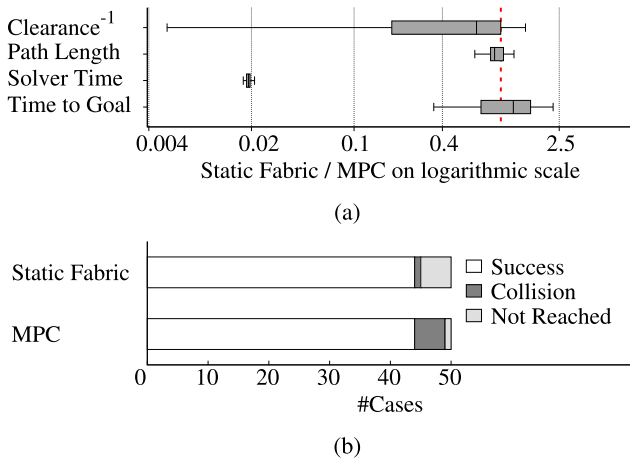 Clearance⁻¹
Path Length
Solver Time
Time to Goal
0.004 0.02 0.1 0.4 2.5
Static Fabric / MPC on logarithmic scale
(a)
Static Fabric
MPC
Success
Collision
Not Reached
0 10 20 30 40 50
#Cases
(b)